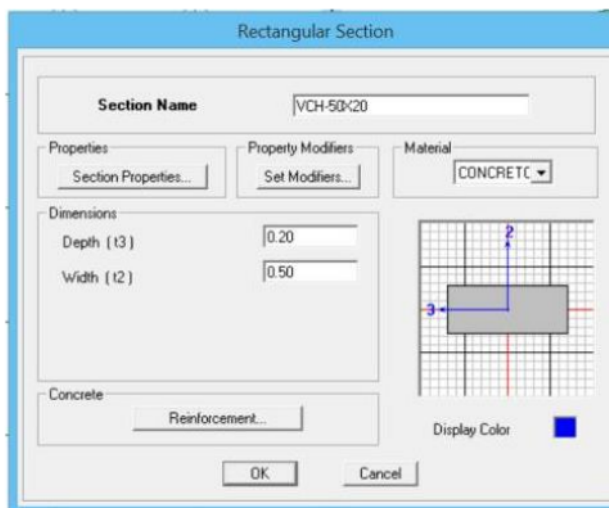 Rectangular Section
Section Name VCH-50X20
Properties Property Modifiers Material
Section Properties... Set Modifiers... CONCRETC
Dimensions
Depth ( t3 ) 0.20
Width ( t2 ) 0.50
2
3
Concrete
Reinforcement...
Display Color
OK Cancel